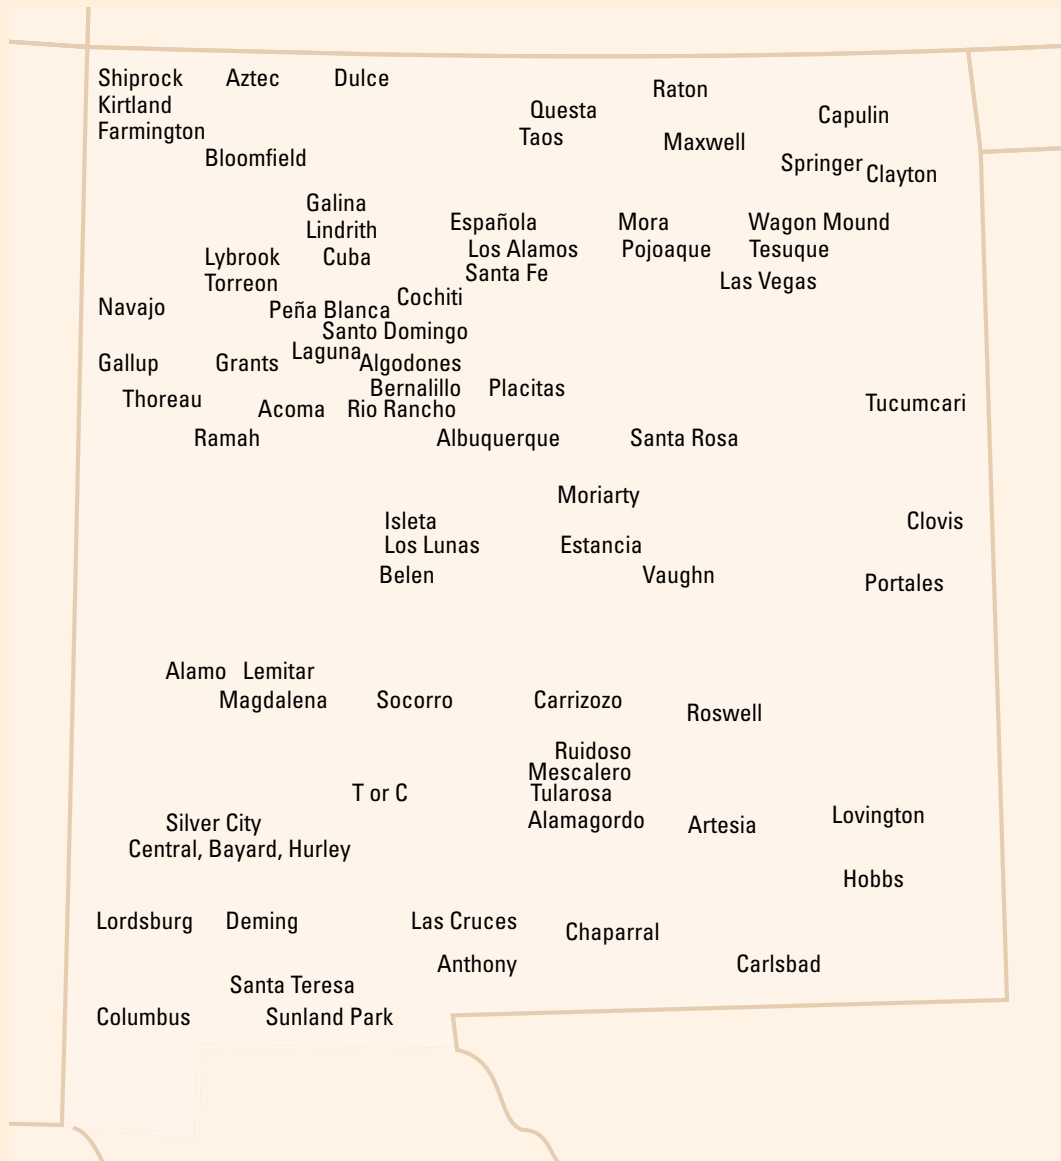 Shiprock Aztec Dulce
Raton
Kirtland
Questa
Capulin
Farmington
Taos
Maxwell
Bloomfield
Springer
Clayton
Galina
Española Mora Wagon Mound
Lindrith
Los Alamos Pojoaque Tesuque
Lybrook Cuba
Santa Fe
Torreon
Las Vegas
Cochiti
Navajo
Peña Blanca
Santo Domingo
Laguna
Gallup Grants Algodones
Bernalillo Placitas
Thoreau
Tucumcari
Acoma Rio Rancho
Ramah Albuquerque Santa Rosa
Moriarty
Isleta Clovis
Los Lunas Estancia
Belen Vaughn
Portales
Alamo Lemitar
Magdalena Socorro Carrizozo
Roswell
Ruidoso
Mescalero
T or C Tularosa
Lovington
Alamagordo
Silver City Artesia
Central, Bayard, Hurley
Hobbs
Lordsburg Deming Las Cruces
Chaparral
Anthony Carlsbad
Santa Teresa
Columbus Sunland Park